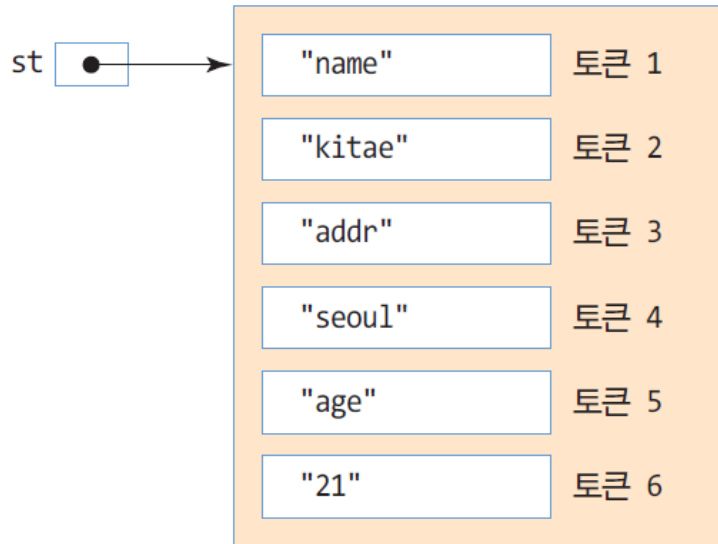 st "name" 토큰 1
"kitae" 토큰 2
"addr" 토큰 3
"seoul" 토큰 4
"age" 토큰 5
"21" 토큰 6